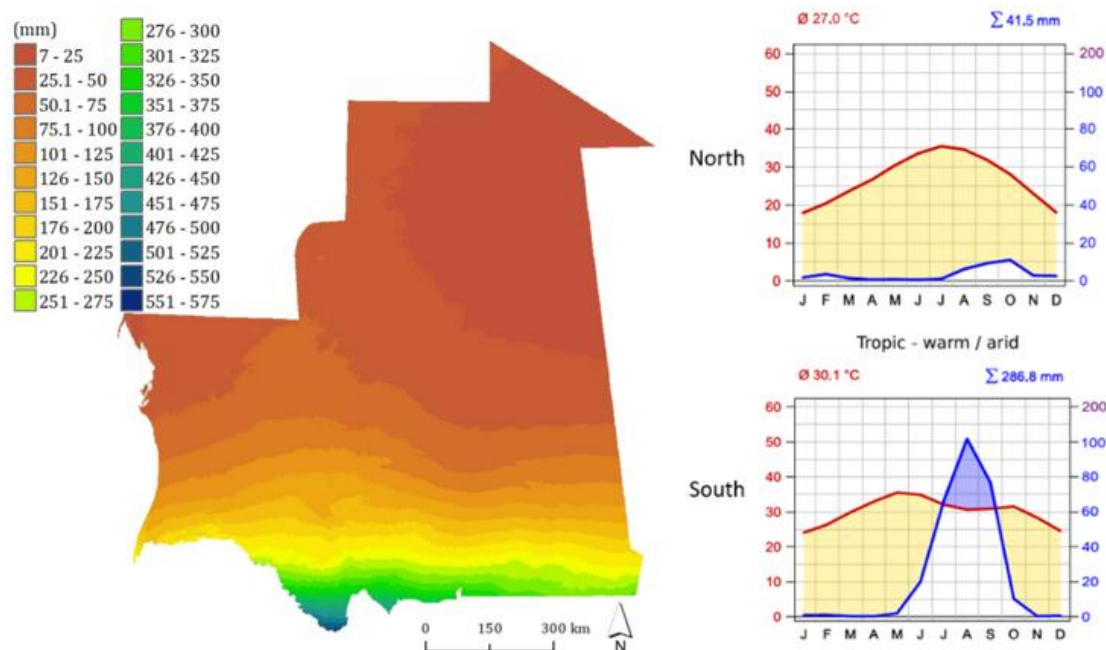 (mm)
7 - 25
25.1 - 50
50.1 - 75
75.1 - 100
101 - 125
126 - 150
151 - 175
176 - 200
201 - 225
226 - 250
251 - 275
276 - 300
301 - 325
326 - 350
351 - 375
376 - 400
401 - 425
426 - 450
451 - 475
476 - 500
501 - 525
526 - 550
551 - 575
0 150 300 km
N
North
Ø 27.0 °C ∑ 41.5 mm
60 200
50 100
40 80
30 60
20 40
10 20
0 0
J F M A M J J A S O N D
Tropic - warm / arid
South
Ø 30.1 °C ∑ 286.8 mm
60 200
50 100
40 80
30 60
20 40
10 20
0 0
J F M A M J J A S O N D